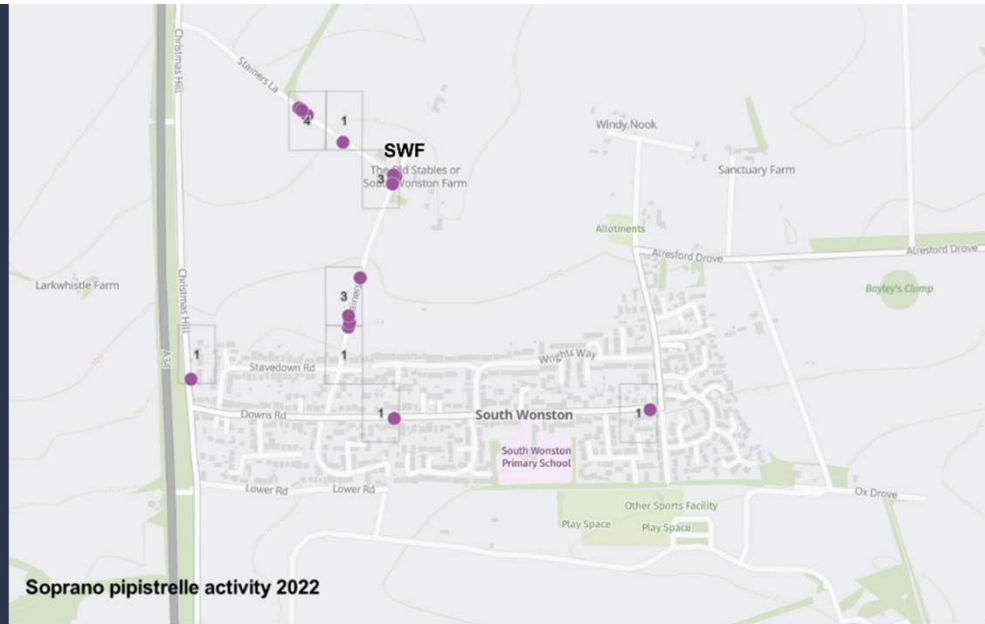 Christmas Hill
Stainers La
4
1
SWF
The Old Stables or
South Wonston Farm
3
Windy Nook
Sanctuary Farm
Allotments
Alresford Drove
Alresford Drove
Bayley's Clump
Larkwhistle Farm
Christmas Hill
3
1
A34
1
Stavedown Rd
Wrights Way
Downs Rd
1
South Wonston
1
South Wonston
Primary School
Lower Rd
Lower Rd
Other Sports Facility
Play Space
Play Space
Ox Drove
Soprano pipistrelle activity 2022